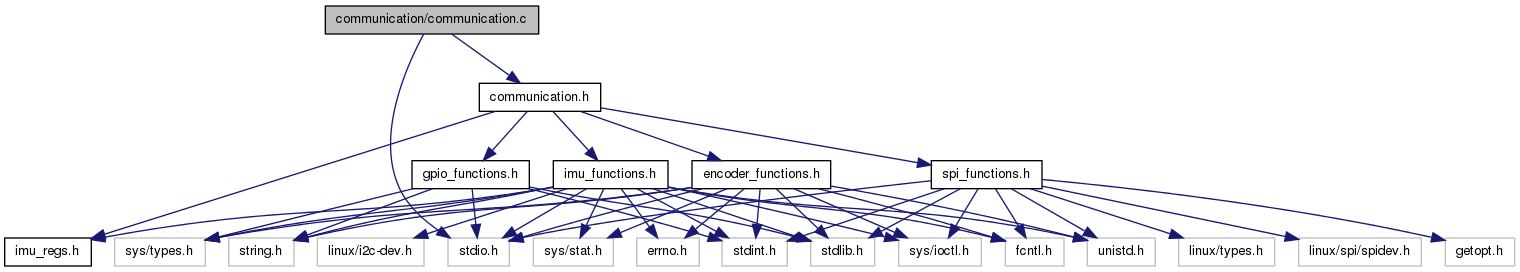 communication/communication.c
communication.h
gpio_functions.h
imu_functions.h
encoder_functions.h
spi_functions.h
imu_regs.h
sys/types.h
string.h
linux/i2c-dev.h
stdio.h
sys/stat.h
errno.h
stdint.h
stdlib.h
sys/ioctl.h
fcntl.h
unistd.h
linux/types.h
linux/spi/spidev.h
getopt.h